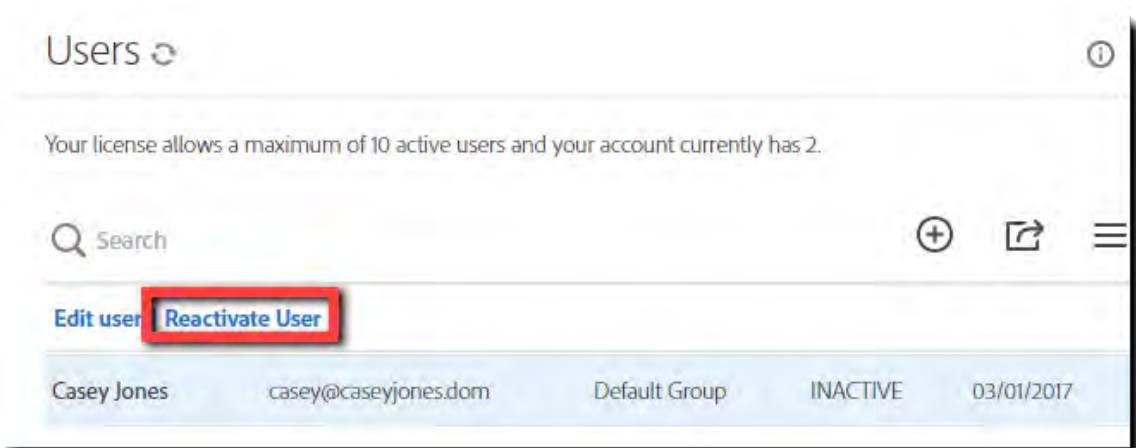 Users
Your license allows a maximum of 10 active users and your account currently has 2.
Search
Edit user Reactivate User
Casey Jones casey@caseyjones.dom Default Group INACTIVE 03/01/2017